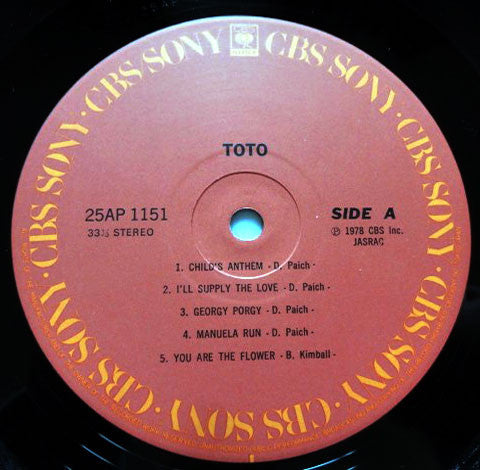 CBS SONY · CBS SONY · CBS SONY · CBS SONY · CBS SONY · CBS SONY · CBS SONY · CBS SONY
TOTO
25AP 1151
33⅓ STEREO
SIDE A
℗ 1978 CBS Inc.
JASRAC
1. CHILD'S ANTHEM - D. Paich -
2. I'LL SUPPLY THE LOVE - D. Paich -
3. GEORGY PORGY - D. Paich -
4. MANUELA RUN - D. Paich -
5. YOU ARE THE FLOWER - B. Kimball -